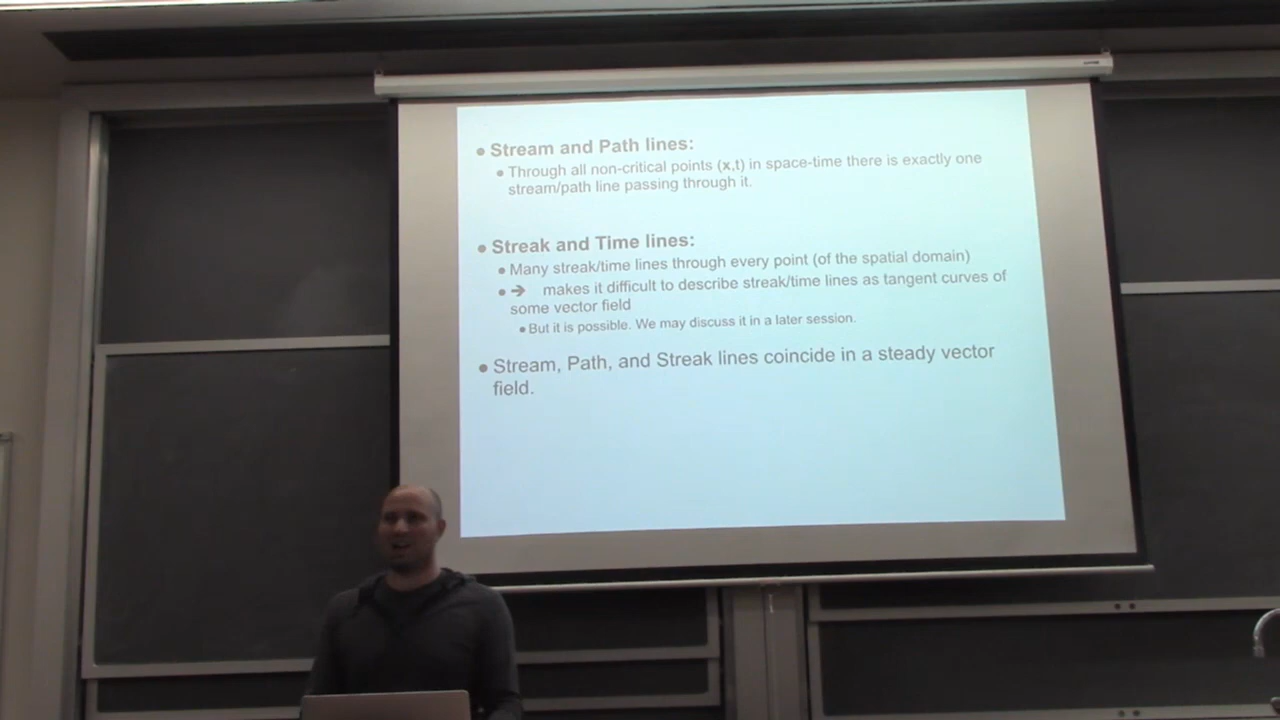 • Stream and Path lines:
• Through all non-critical points (x,t) in space-time there is exactly one
stream/path line passing through it.
• Streak and Time lines:
• Many streak/time lines through every point (of the spatial domain)
• ➔ makes it difficult to describe streak/time lines as tangent curves of
some vector field
• But it is possible. We may discuss it in a later session.
• Stream, Path, and Streak lines coincide in a steady vector
field.